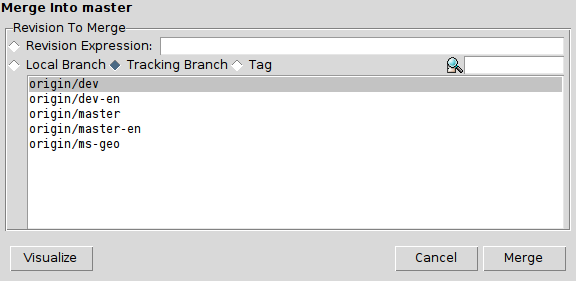 Merge Into master
Revision To Merge
Revision Expression:
Local Branch Tracking Branch Tag
origin/dev
origin/dev-en
origin/master
origin/master-en
origin/ms-geo
Visualize Cancel Merge